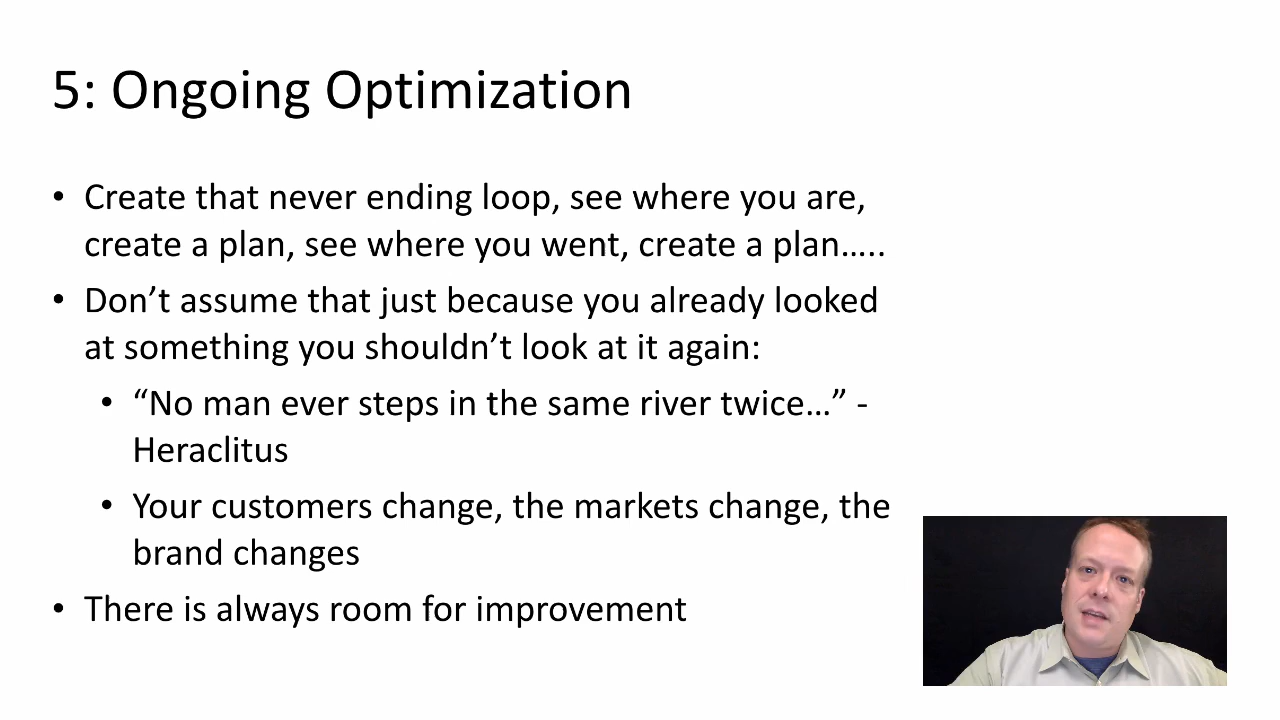 5: Ongoing Optimization
• Create that never ending loop, see where you are,
create a plan, see where you went, create a plan…..
• Don’t assume that just because you already looked
at something you shouldn’t look at it again:
• “No man ever steps in the same river twice…” -
Heraclitus
• Your customers change, the markets change, the
brand changes
• There is always room for improvement